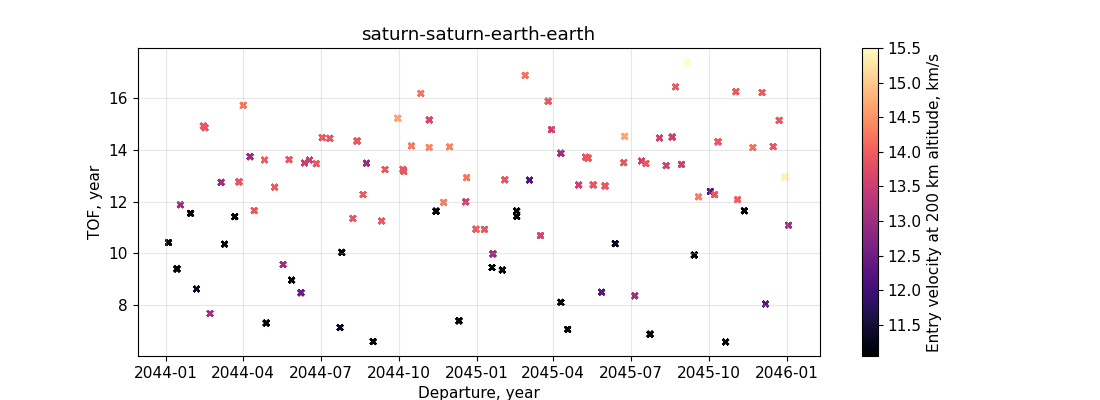 saturn-saturn-earth-earth
TOF, year
16
14
12
10
8
2044-01 2044-04 2044-07 2044-10 2045-01 2045-04 2045-07 2045-10 2046-01
Departure, year
15.5
15.0
14.5
14.0
13.5
13.0
12.5
12.0
11.5
Entry velocity at 200 km altitude, km/s